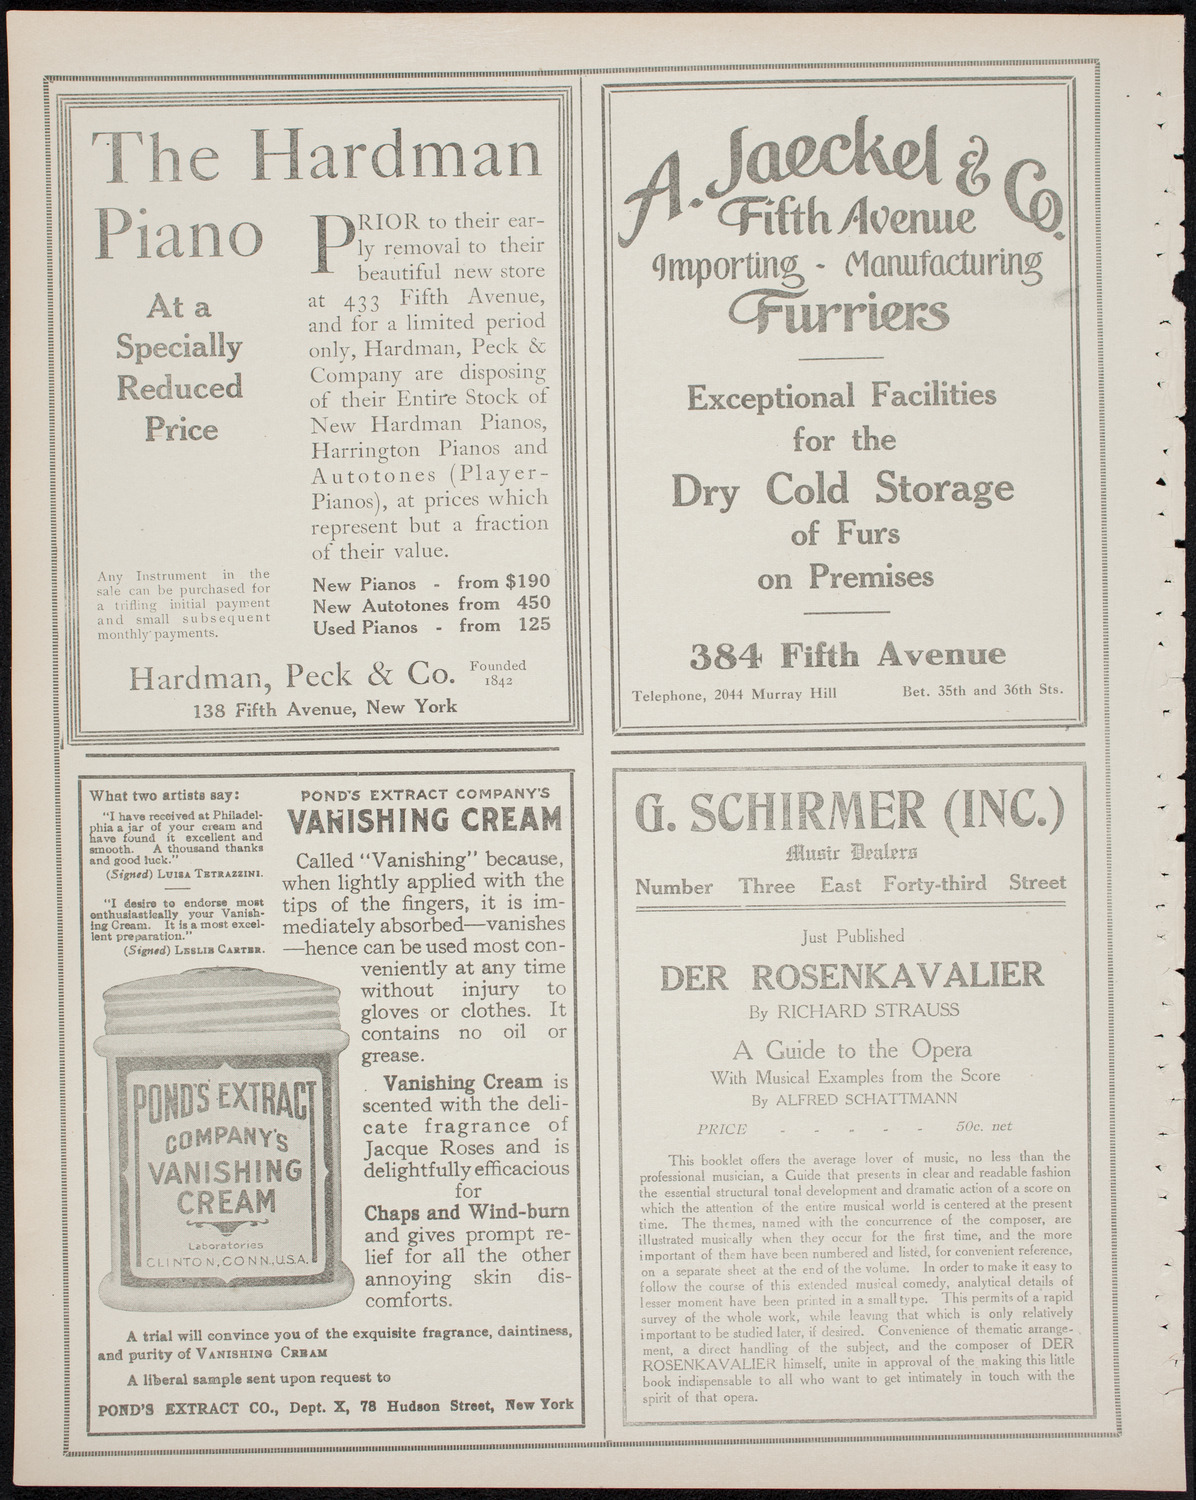 The Hardman
Piano
At a
Specially
Reduced
Price
PRIOR to their ear-
ly removal to their
beautiful new store
at 433 Fifth Avenue,
and for a limited period
only, Hardman, Peck &
Company are disposing
of their Entire Stock of
New Hardman Pianos,
Harrington Pianos and
Autotones (Player-
Pianos), at prices which
represent but a fraction
of their value.
Any Instrument in the
sale can be purchased for
a trifling initial payment
and small subsequent
monthly payments.
New Pianos - from $190
New Autotones from 450
Used Pianos - from 125
Hardman, Peck & Co. Founded
1842
138 Fifth Avenue, New York
A. Jaeckel & Co.
Fifth Avenue
Importing - Manufacturing
Furriers
Exceptional Facilities
for the
Dry Cold Storage
of Furs
on Premises
384 Fifth Avenue
Telephone, 2044 Murray Hill Bet. 35th and 36th Sts.
What two artists say:
"I have received at Philadel-
phia a jar of your cream and
have found it excellent and
smooth. A thousand thanks
and good luck."
(Signed) LUISA TETRAZZINI.
"I desire to endorse most
enthusiastically your Vanish-
ing Cream. It is a most excel-
lent preparation."
(Signed) LESLIE CARTER.
POND'S EXTRACT COMPANY'S
VANISHING CREAM
Called "Vanishing" because,
when lightly applied with the
tips of the fingers, it is im-
mediately absorbed—vanishes
—hence can be used most con-
veniently at any time
without injury to
gloves or clothes. It
contains no oil or
grease.
Vanishing Cream is
scented with the deli-
cate fragrance of
Jacque Roses and is
delightfully efficacious
for
Chaps and Wind-burn
and gives prompt re-
lief for all the other
annoying skin dis-
comforts.
POND'S EXTRACT
COMPANY'S
VANISHING
CREAM
Laboratories
CLINTON, CONN., U.S.A.
A trial will convince you of the exquisite fragrance, daintiness,
and purity of VANISHING CREAM
A liberal sample sent upon request to
POND'S EXTRACT CO., Dept. X, 78 Hudson Street, New York
G. SCHIRMER (INC.)
Music Dealers
Number Three East Forty-third Street
Just Published
DER ROSENKAVALIER
By RICHARD STRAUSS
A Guide to the Opera
With Musical Examples from the Score
By ALFRED SCHATTMANN
PRICE - - - - - 50c. net
This booklet offers the average lover of music, no less than the
professional musician, a Guide that presents in clear and readable fashion
the essential structural tonal development and dramatic action of a score on
which the attention of the entire musical world is centered at the present
time. The themes, named with the concurrence of the composer, are
illustrated musically when they occur for the first time, and the more
important of them have been numbered and listed, for convenient reference,
on a separate sheet at the end of the volume. In order to make it easy to
follow the course of this extended musical comedy, analytical details of
lesser moment have been printed in a small type. This permits of a rapid
survey of the whole work, while leaving that which is only relatively
important to be studied later, if desired. Convenience of thematic arrange-
ment, a direct handling of the subject, and the composer of DER
ROSENKAVALIER himself, unite in approval of the making this little
book indispensable to all who want to get intimately in touch with the
spirit of that opera.